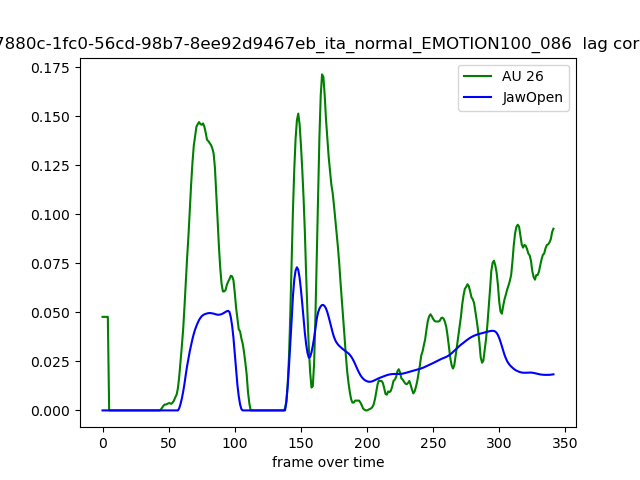 7880c-1fc0-56cd-98b7-8ee92d9467eb_ita_normal_EMOTION100_086 lag cor
AU 26
JawOpen
0.175
0.150
0.125
0.100
0.075
0.050
0.025
0.000
0 50 100 150 200 250 300 350
frame over time